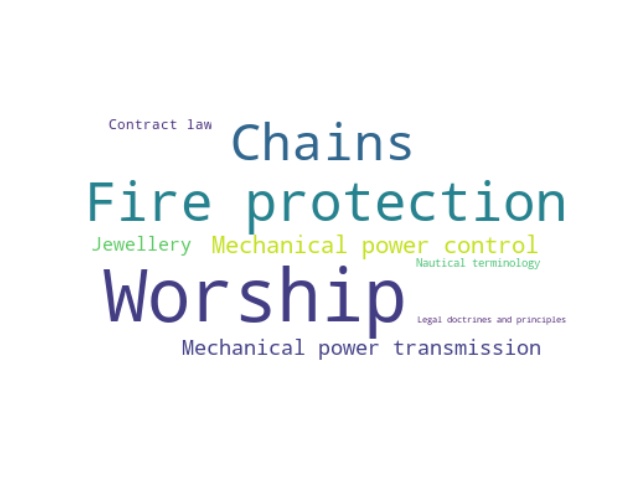 Contract law
Chains
Fire protection
Jewellery
Mechanical power control
Nautical terminology
Worship
Legal doctrines and principles
Mechanical power transmission